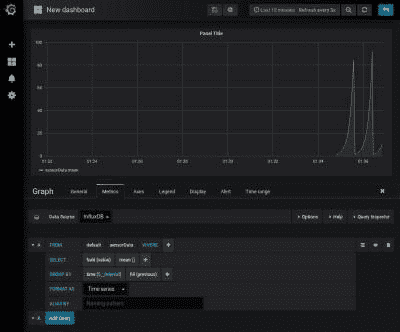 New dashboard
Last 15 minutes Refresh every 5s
Panel Title
100
80
60
40
20
0
01:22 01:24 01:26 01:28 01:30 01:32 01:34 01:36
sensorData.mean
Graph General Metrics Axes Legend Display Alert Time range
Data Source InfluxDB Options Help Query Inspector
A FROM default sensorData WHERE +
SELECT field (value) mean () +
GROUP BY time ($__interval) fill (previous) +
FORMAT AS Time series
ALIAS BY Naming pattern
A Add Query